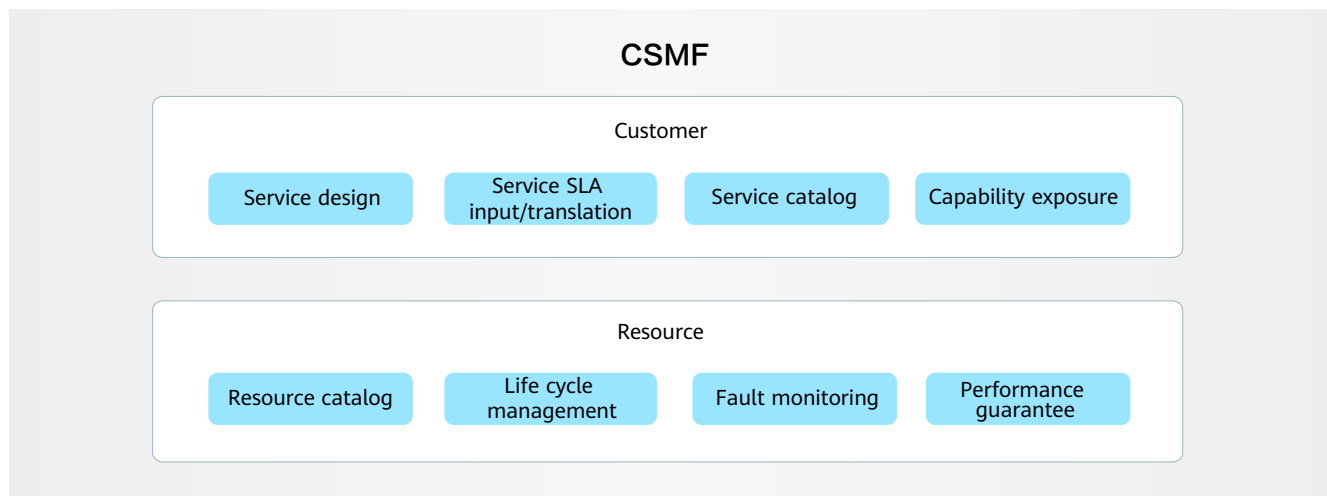 CSMF
Customer
Service design
Service SLA
input/translation
Service catalog
Capability exposure
Resource
Resource catalog
Life cycle
management
Fault monitoring
Performance
guarantee